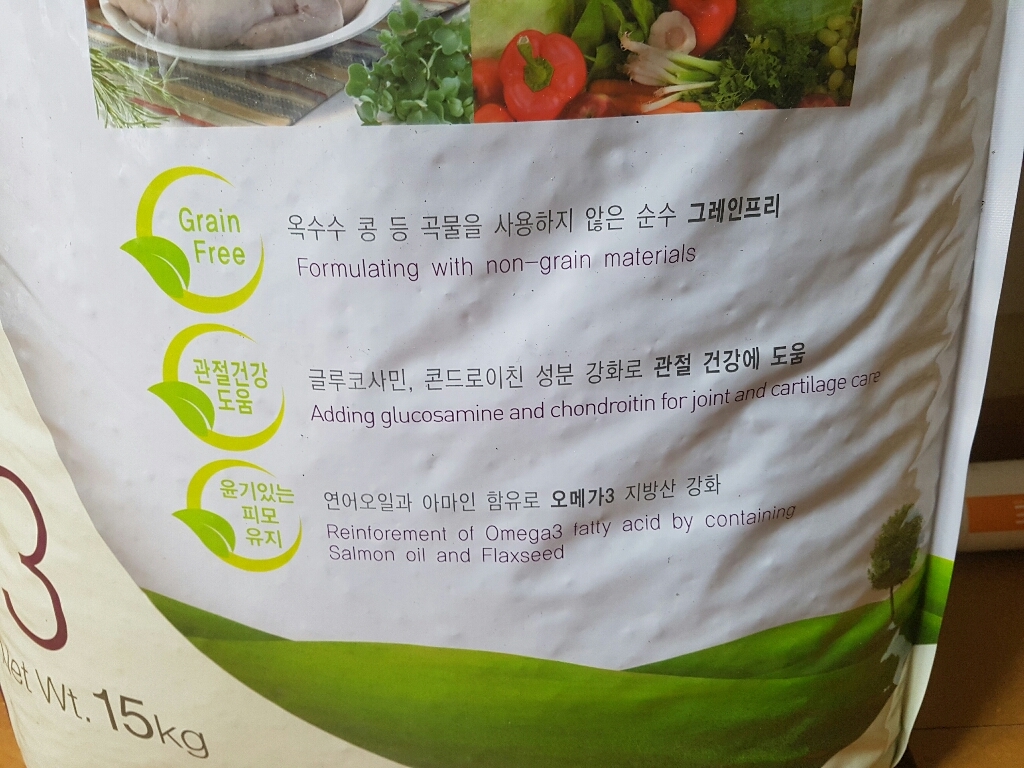 Grain
Free
옥수수 콩 등 곡물을 사용하지 않은 순수 그레인프리
Formulating with non-grain materials
관절건강
도움
글루코사민, 콘드로이친 성분 강화로 관절 건강에 도움
Adding glucosamine and chondroitin for joint and cartilage care
윤기있는
피모
유지
연어오일과 아마인 함유로 오메가3 지방산 강화
Reinforement of Omega3 fatty acid by containing
Salmon oil and Flaxseed
3
Net Wt. 15kg